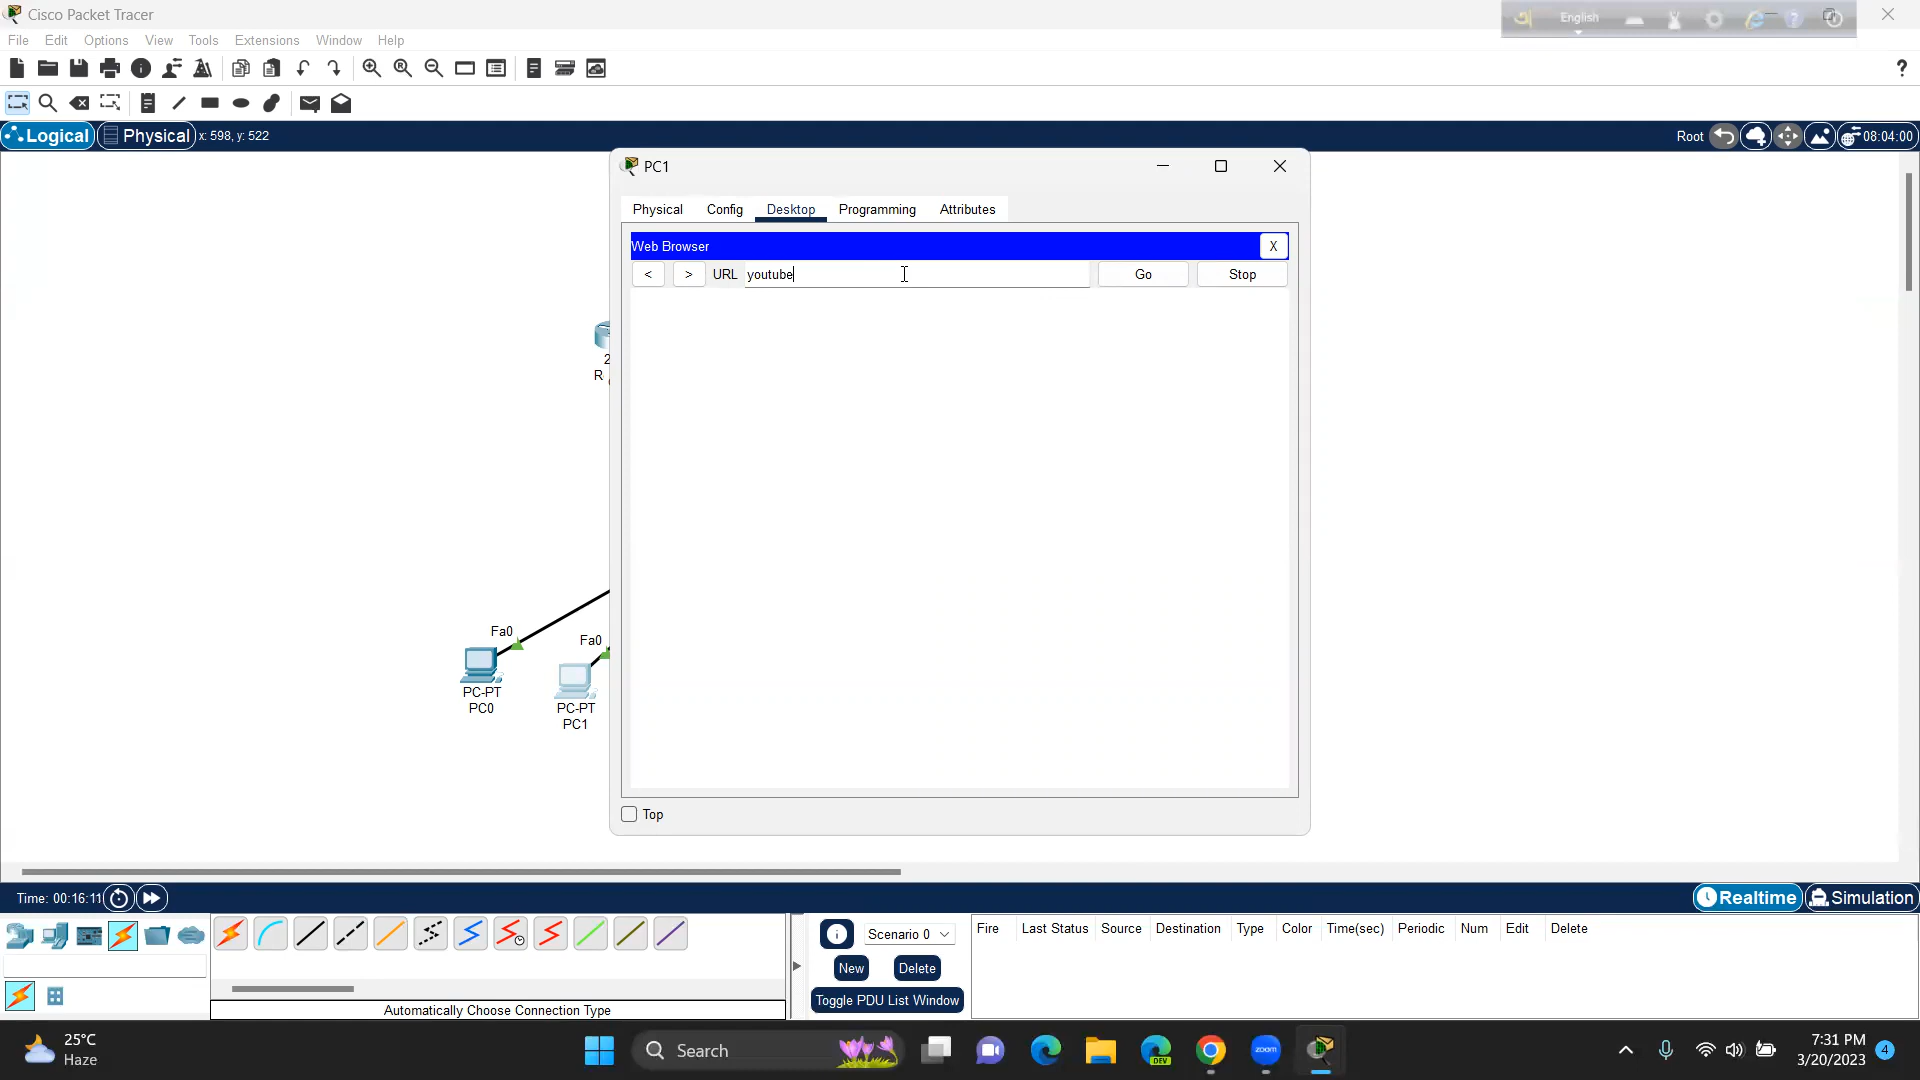 Cisco Packet Tracer
English
File Edit Options View Tools Extensions Window Help
Logical Physical x: 598, y: 522
Root 08:04:00
PC1
Physical Config Desktop Programming Attributes
Web Browser X
< > URL youtube Go Stop
2
R
Fa0
Fa0
PC-PT
PC0
PC-PT
PC1
Top
Time: 00:16:11
Realtime Simulation
Scenario 0
Fire Last Status Source Destination Type Color Time(sec) Periodic Num Edit Delete
New Delete
Toggle PDU List Window
Automatically Choose Connection Type
25°C
Haze
Search
DEV
zoom
7:31 PM
3/20/2023
4